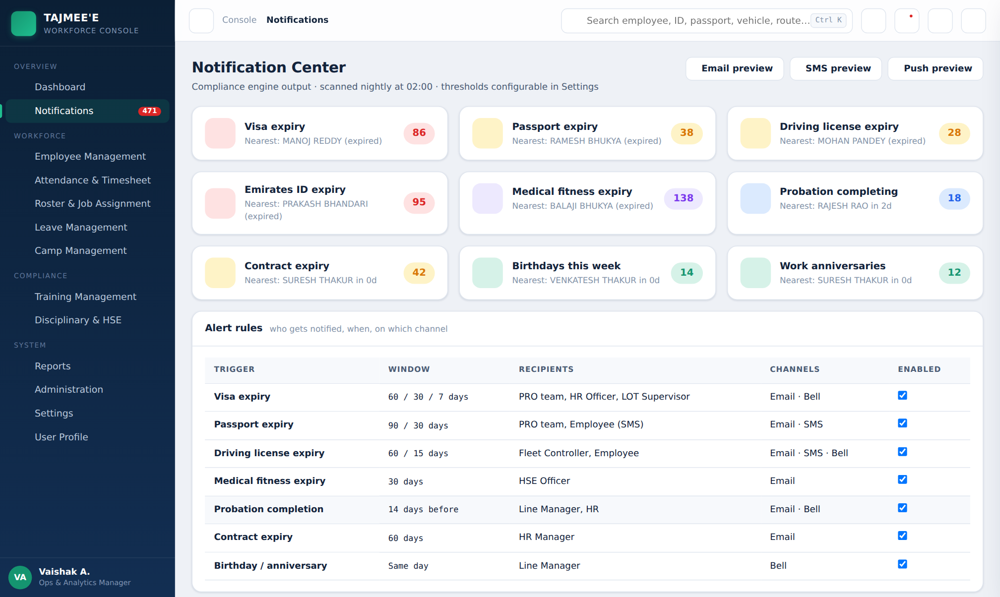 TAJMEE'E
WORKFORCE CONSOLE
OVERVIEW
Dashboard
Notifications 471
WORKFORCE
Employee Management
Attendance & Timesheet
Roster & Job Assignment
Leave Management
Camp Management
COMPLIANCE
Training Management
Disciplinary & HSE
SYSTEM
Reports
Administration
Settings
User Profile
VA
Vaishak A.
Ops & Analytics Manager
Console Notifications
Search employee, ID, passport, vehicle, route... Ctrl K
Notification Center
Compliance engine output · scanned nightly at 02:00 · thresholds configurable in Settings
Email preview SMS preview Push preview
Visa expiry
Nearest: MANOJ REDDY (expired)
86
Passport expiry
Nearest: RAMESH BHUKYA (expired)
38
Driving license expiry
Nearest: MOHAN PANDEY (expired)
28
Emirates ID expiry
Nearest: PRAKASH BHANDARI
(expired)
95
Medical fitness expiry
Nearest: BALAJI BHUKYA (expired)
138
Probation completing
Nearest: RAJESH RAO in 2d
18
Contract expiry
Nearest: SURESH THAKUR in 0d
42
Birthdays this week
Nearest: VENKATESH THAKUR in 0d
14
Work anniversaries
Nearest: SURESH THAKUR in 0d
12
Alert rules who gets notified, when, on which channel
TRIGGER WINDOW RECIPIENTS CHANNELS ENABLED
Visa expiry 60 / 30 / 7 days PRO team, HR Officer, LOT Supervisor Email · Bell
Passport expiry 90 / 30 days PRO team, Employee (SMS) Email · SMS
Driving license expiry 60 / 15 days Fleet Controller, Employee Email · SMS · Bell
Medical fitness expiry 30 days HSE Officer Email
Probation completion 14 days before Line Manager, HR Email · Bell
Contract expiry 60 days HR Manager Email
Birthday / anniversary Same day Line Manager Bell